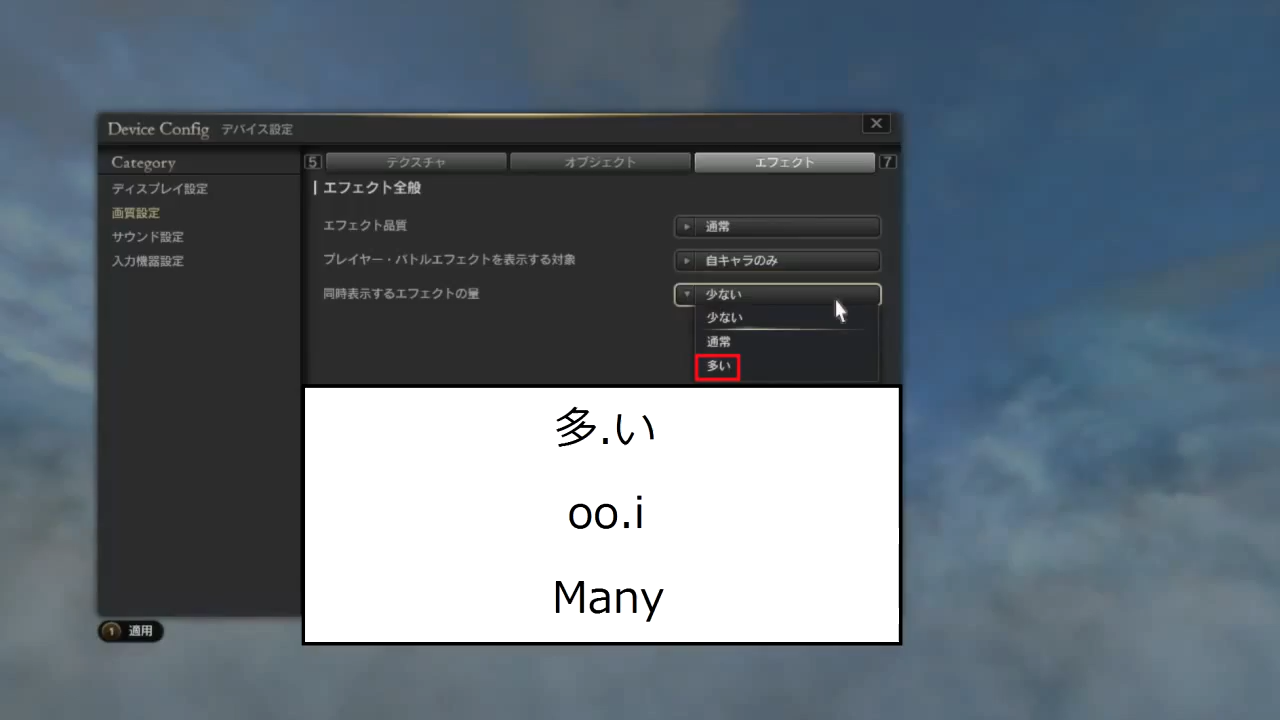 Device Config デバイス設定
Category
5 テクスチャ オブジェクト エフェクト 7
ディスプレイ設定
画質設定
サウンド設定
入力機器設定
エフェクト全般
エフェクト品質 通常
プレイヤー・バトルエフェクトを表示する対象 自キャラのみ
同時表示するエフェクトの量 少ない
少ない
通常
多い
多.い
oo.i
Many
1 適用